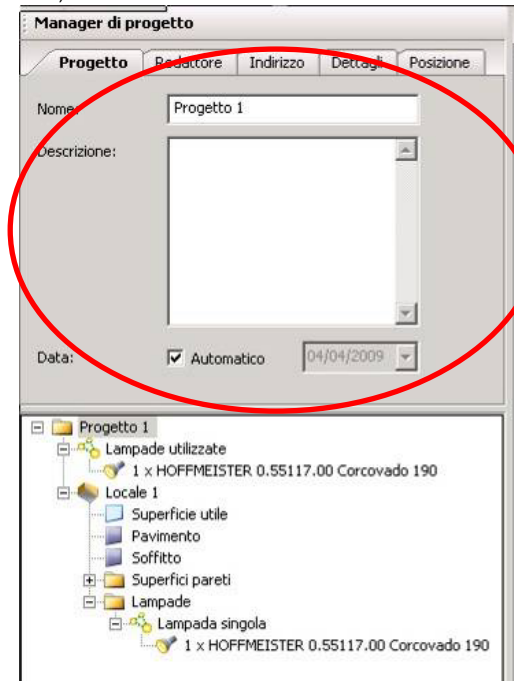 Manager di progetto
Progetto Redattore Indirizzo Dettagli Posizione
Nome: Progetto 1
Descrizione:
Data: Automatico 04/04/2009
Progetto 1
Lampade utilizzate
1 x HOFFMEISTER 0.55117.00 Corcovado 190
Locale 1
Superficie utile
Pavimento
Soffitto
Superfici pareti
Lampade
Lampada singola
1 x HOFFMEISTER 0.55117.00 Corcovado 190